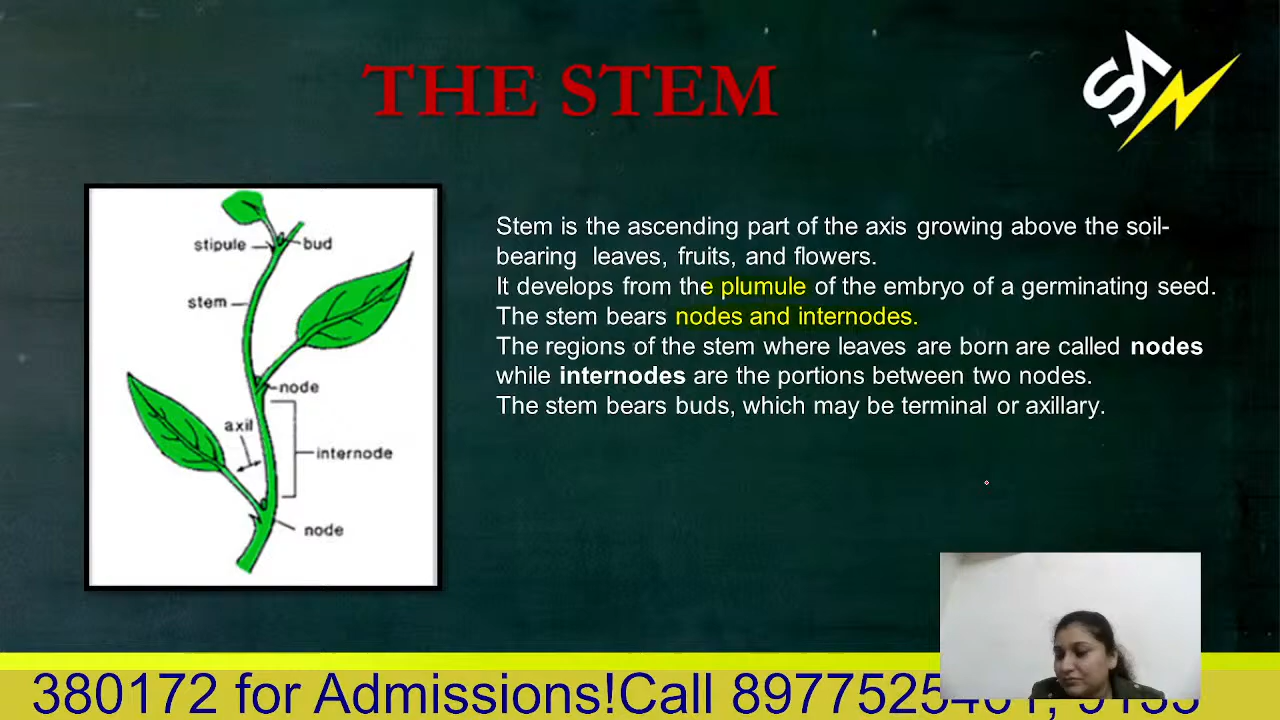 THE STEM
SAN
stipule
bud
stem
node
axil
internode
node
Stem is the ascending part of the axis growing above the soil-
bearing leaves, fruits, and flowers.
It develops from the plumule of the embryo of a germinating seed.
The stem bears nodes and internodes.
The regions of the stem where leaves are born are called nodes
while internodes are the portions between two nodes.
The stem bears buds, which may be terminal or axillary.
380172 for Admissions!Call